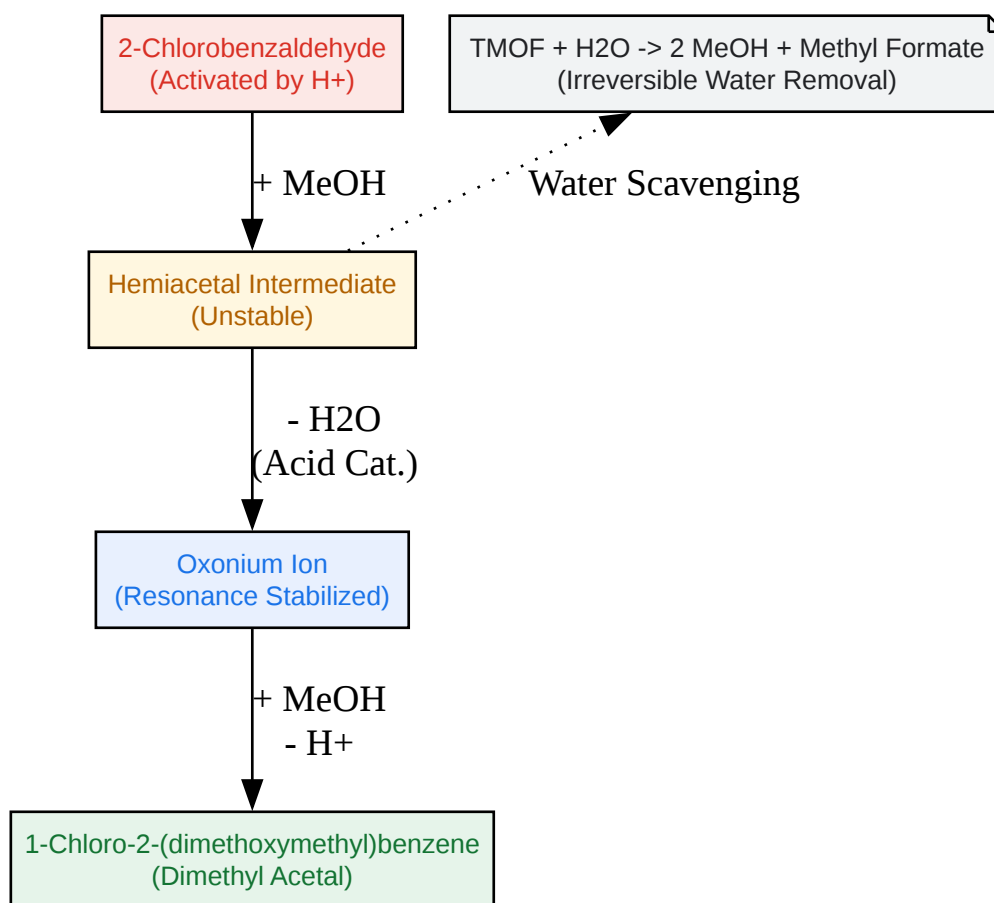 2-Chlorobenzaldehyde
(Activated by H+)
TMOF + H2O -> 2 MeOH + Methyl Formate
(Irreversible Water Removal)
+ MeOH
Water Scavenging
Hemiacetal Intermediate
(Unstable)
- H2O
(Acid Cat.)
Oxonium Ion
(Resonance Stabilized)
+ MeOH
- H+
1-Chloro-2-(dimethoxymethyl)benzene
(Dimethyl Acetal)